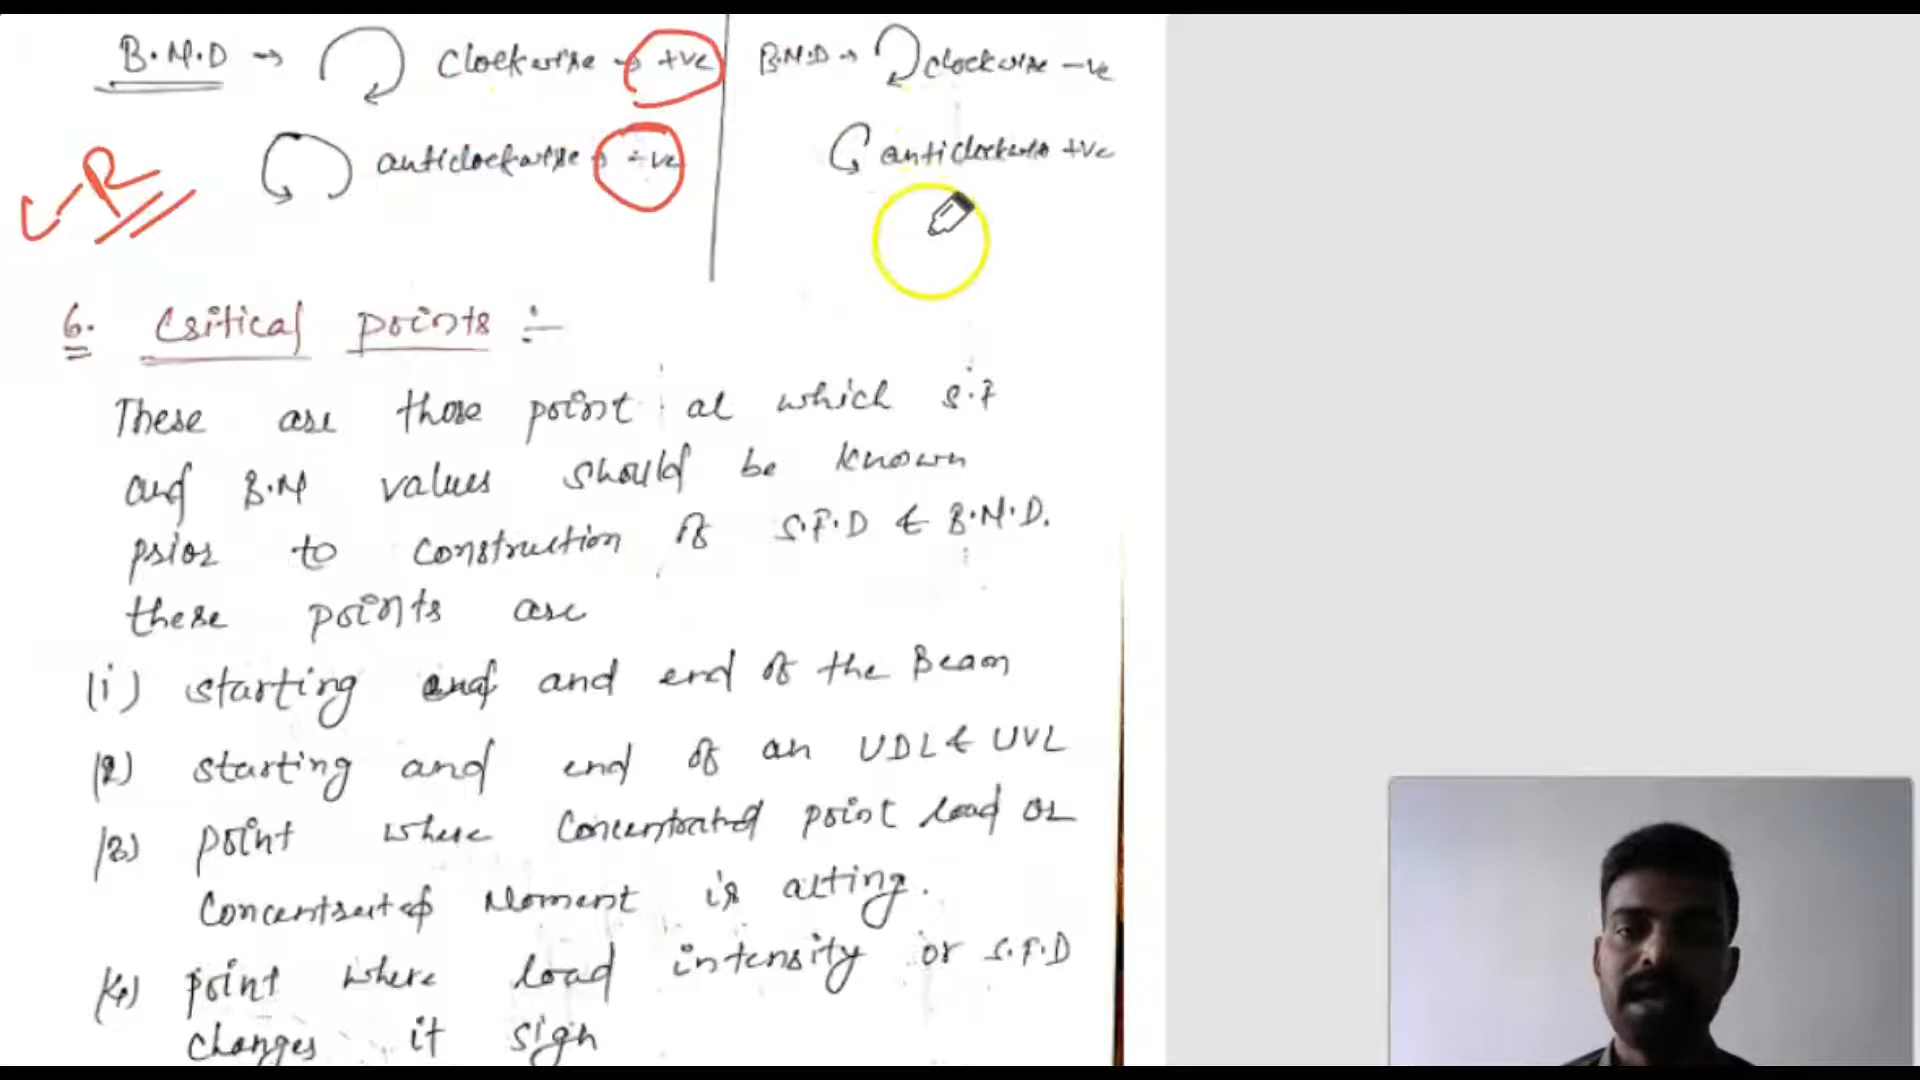 B.M.D → clockwise → +ve
anticlockwise → -ve
L-R
B.M.D → clockwise -ve
anticlockwise +ve
6. Critical points :-
These are those point at which S.F
and B.M values should be known
prior to construction of S.F.D & B.M.D.
these points are
(1) starting and and end of the Beam
(2) starting and end of an UDL & UVL
(3) point where concentrated point load or
concentrated Moment is acting.
(4) point where load intensity or S.F.D
changes it sign